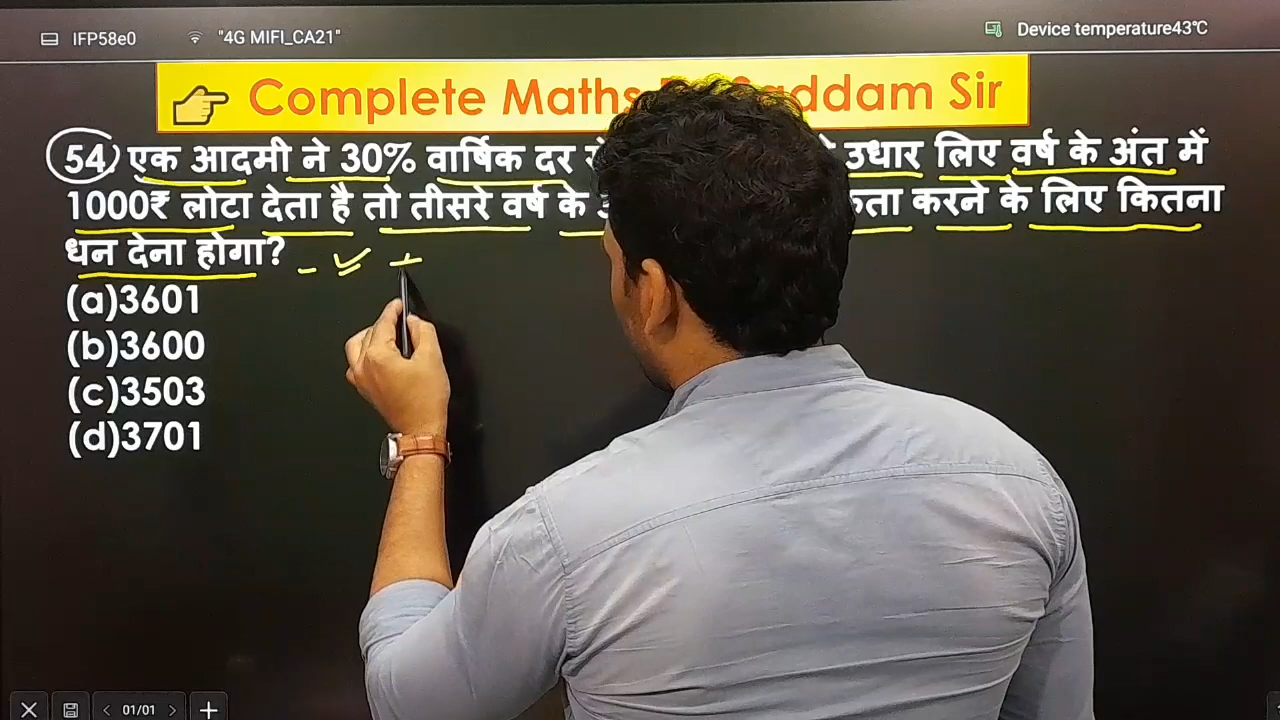 IFP58e0 "4G MIFI_CA21" Device temperature43℃
Complete Maths Saddam Sir
54) एक आदमी ने 30% वार्षिक दर उधार लिए वर्ष के अंत में
1000₹ लोटा देता है तो तीसरे वर्ष के करने के लिए कितना
धन देना होगा?
(a)3601
(b)3600
(c)3503
(d)3701
01/01